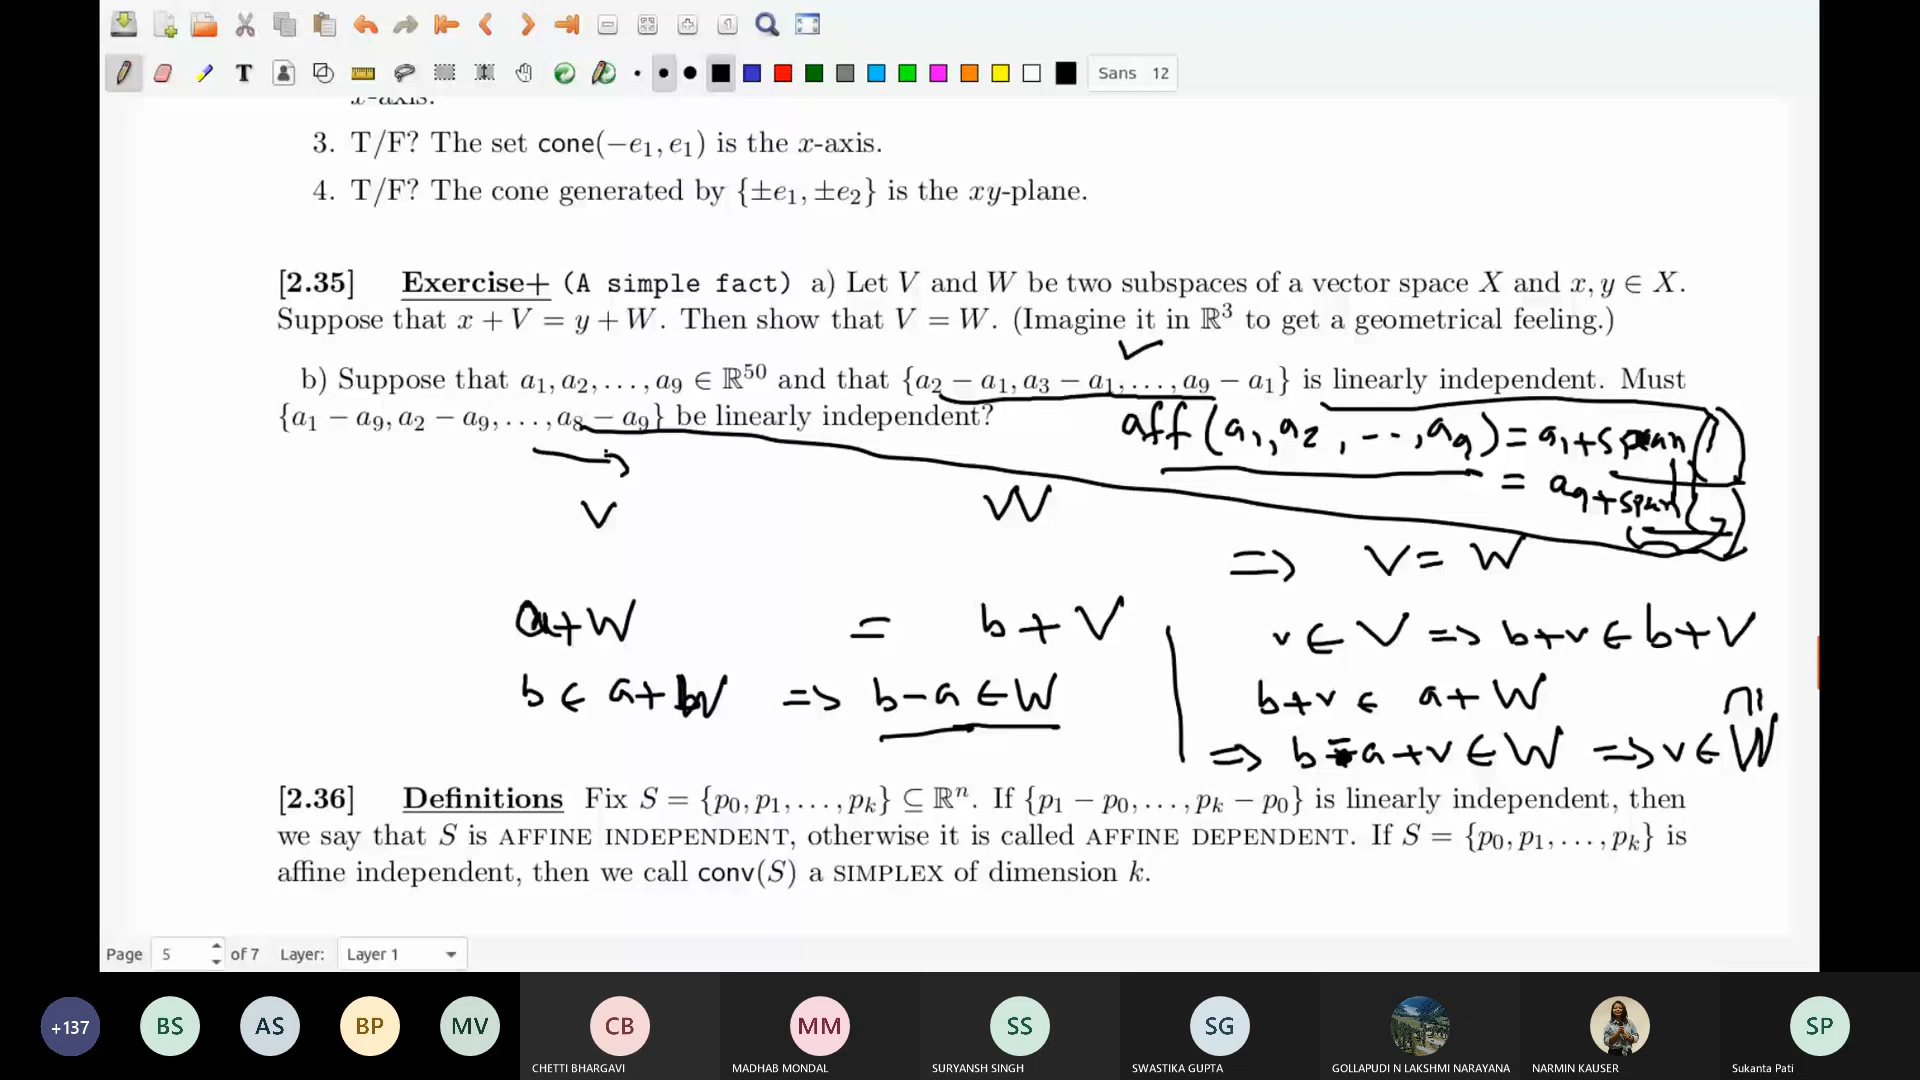 Sans 12
x-axis.
3. T/F? The set cone(−e₁, e₁) is the x-axis.
4. T/F? The cone generated by {±e₁, ±e₂} is the xy-plane.
[2.35] Exercise+ (A simple fact) a) Let V and W be two subspaces of a vector space X and x, y ∈ X.
Suppose that x + V = y + W. Then show that V = W. (Imagine it in ℝ³ to get a geometrical feeling.)
b) Suppose that a₁, a₂, . . . , a₉ ∈ ℝ⁵⁰ and that {a₂ − a₁, a₃ − a₁, . . . , a₉ − a₁} is linearly independent. Must
{a₁ − a₉, a₂ − a₉, . . . , a₈ − a₉} be linearly independent?
aff(a₁, a₂, --, a₉) = a₁ + span( )
= a₉ + span( )
V W
=> V = W
a+W = b+V
v ∈ V => b+v ∈ b+V
b ∈ a+W => b−a ∈ W
b+v ∈ a+W
=> b−a+v ∈ W => v ∈ W
[2.36] Definitions Fix S = {p₀, p₁, . . . , pₖ} ⊆ ℝⁿ. If {p₁ − p₀, . . . , pₖ − p₀} is linearly independent, then
we say that S is AFFINE INDEPENDENT, otherwise it is called AFFINE DEPENDENT. If S = {p₀, p₁, . . . , pₖ} is
affine independent, then we call conv(S) a SIMPLEX of dimension k.
Page 5 of 7 Layer: Layer 1
+137 BS AS BP MV CB MM SS SG SP
CHETTI BHARGAVI MADHAB MONDAL SURYANSH SINGH SWASTIKA GUPTA GOLLAPUDI N LAKSHMI NARAYANA NARMIN KAUSER Sukanta Pati